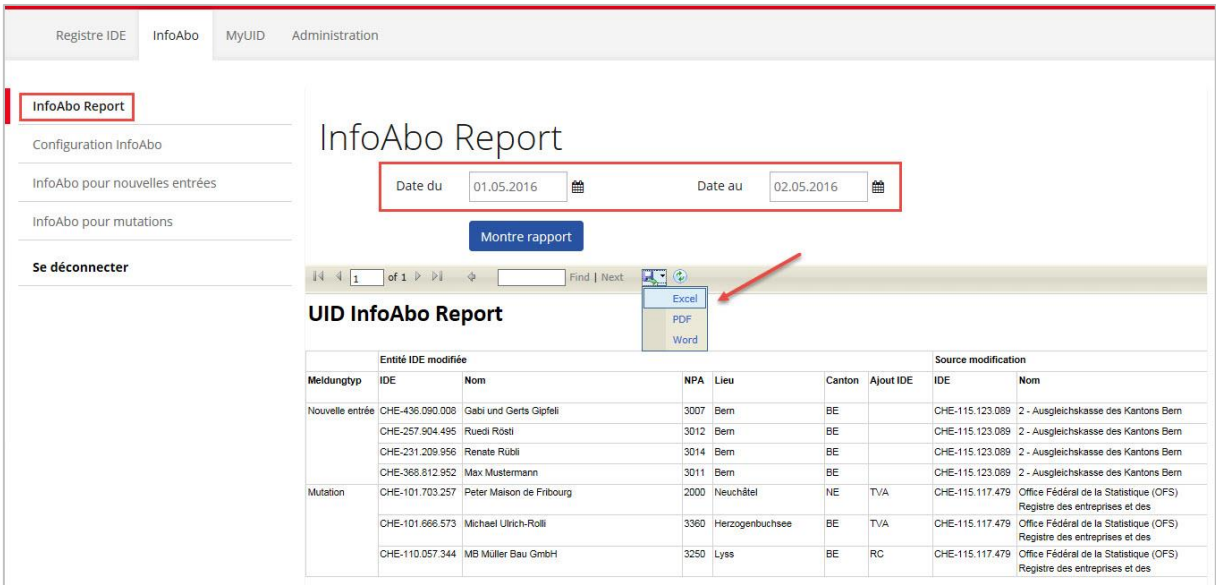 Registre IDE InfoAbo MyUID Administration
InfoAbo Report
Configuration InfoAbo
InfoAbo pour nouvelles entrées
InfoAbo pour mutations
Se déconnecter
InfoAbo Report
Date du 01.05.2016 Date au 02.05.2016
Montre rapport
1 of 1 Find | Next
Excel
PDF
Word
UID InfoAbo Report
Entité IDE modifiée Source modification
Meldungtyp IDE Nom NPA Lieu Canton Ajout IDE IDE Nom
Nouvelle entrée CHE-436.090.008 Gabi und Gerts Gipfeli 3007 Bern BE CHE-115.123.089 2 - Ausgleichskasse des Kantons Bern
CHE-257.904.495 Ruedi Rösti 3012 Bern BE CHE-115.123.089 2 - Ausgleichskasse des Kantons Bern
CHE-231.209.956 Renate Rübli 3014 Bern BE CHE-115.123.089 2 - Ausgleichskasse des Kantons Bern
CHE-368.812.952 Max Mustermann 3011 Bern BE CHE-115.123.089 2 - Ausgleichskasse des Kantons Bern
Mutation CHE-101.703.257 Peter Maison de Fribourg 2000 Neuchâtel NE TVA CHE-115.117.479 Office Fédéral de la Statistique (OFS)
Registre des entreprises et des
CHE-101.666.573 Michael Ulrich-Rolli 3360 Herzogenbuchsee BE TVA CHE-115.117.479 Office Fédéral de la Statistique (OFS)
Registre des entreprises et des
CHE-110.057.344 MB Müller Bau GmbH 3250 Lyss BE RC CHE-115.117.479 Office Fédéral de la Statistique (OFS)
Registre des entreprises et des